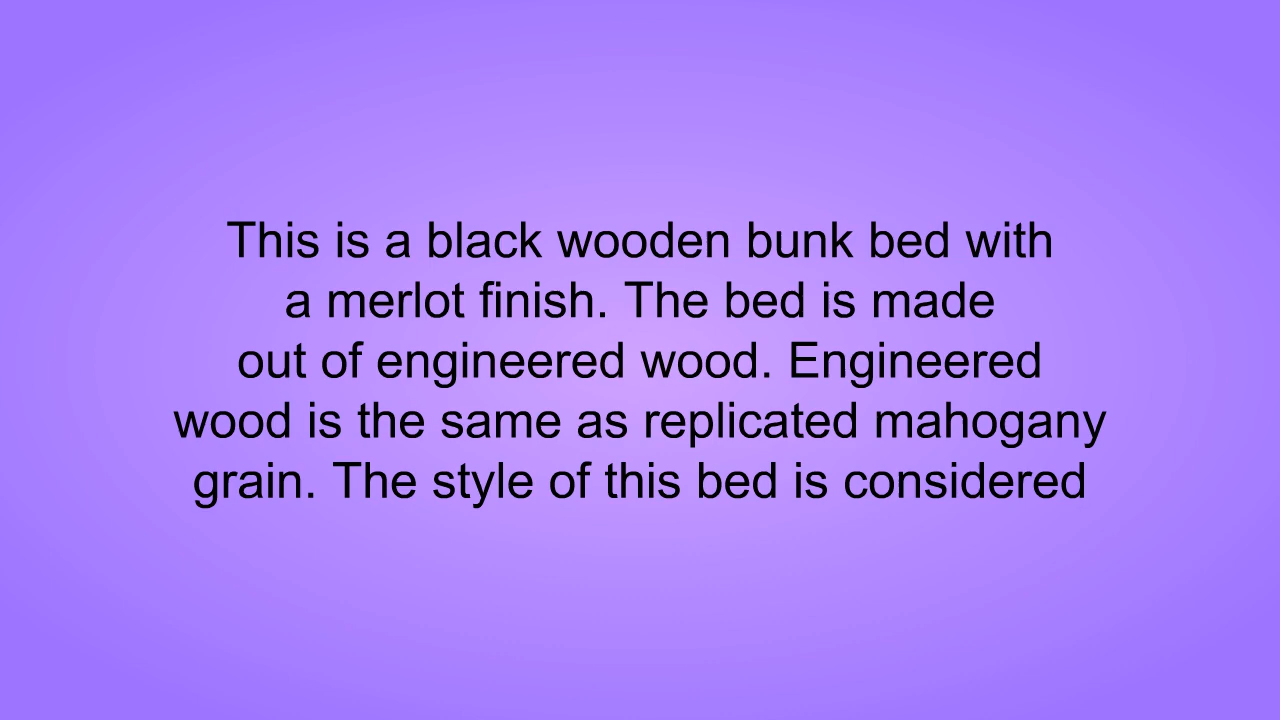 This is a black wooden bunk bed with
a merlot finish. The bed is made
out of engineered wood. Engineered
wood is the same as replicated mahogany
grain. The style of this bed is considered